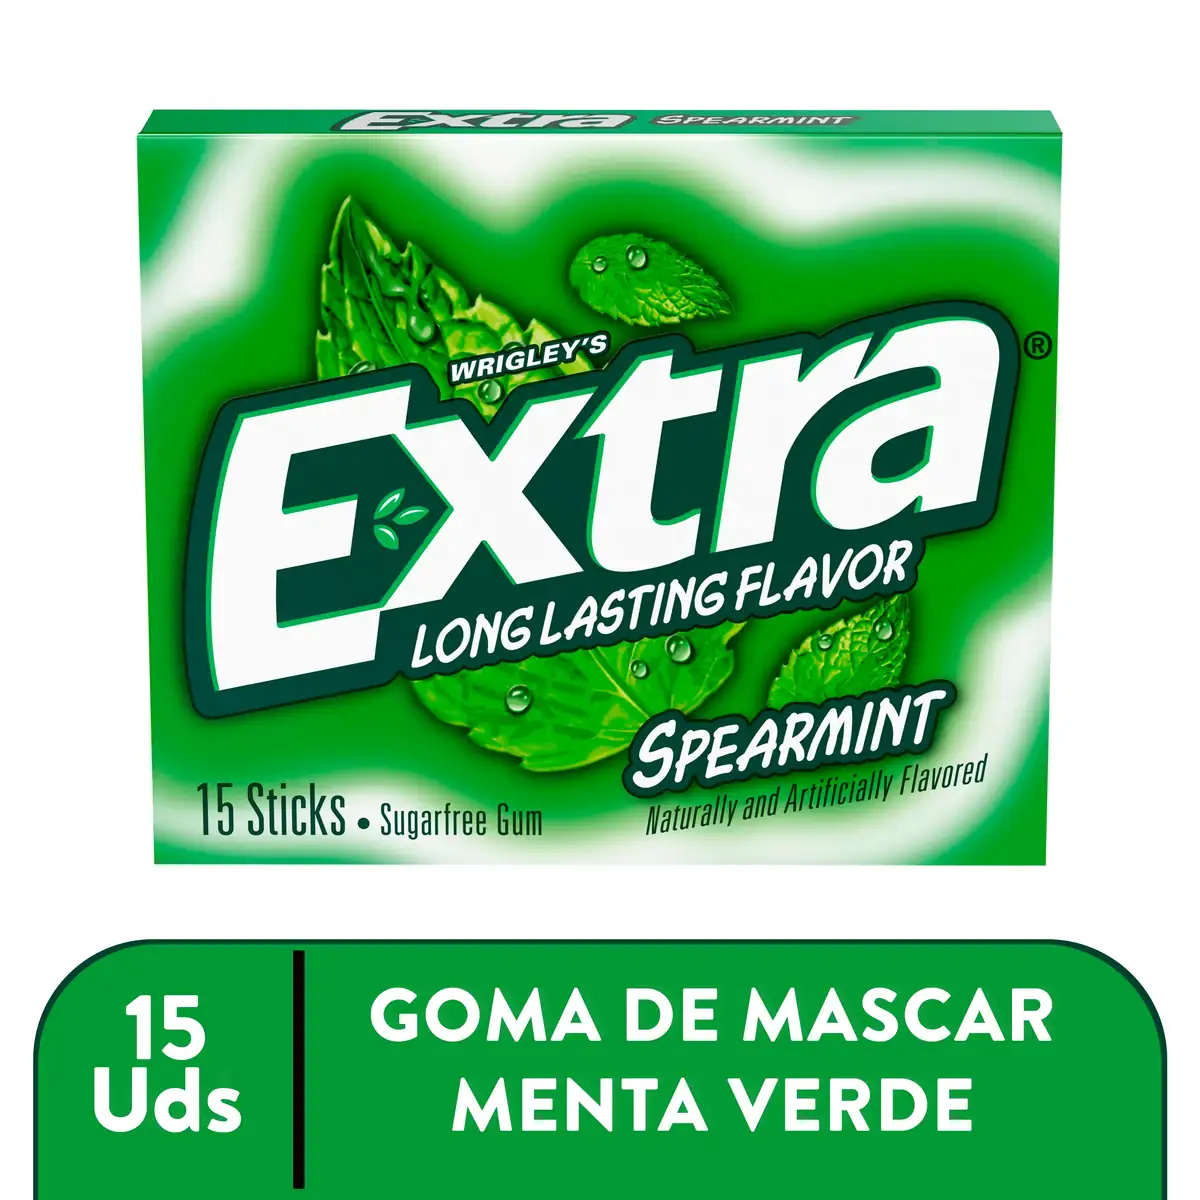 Extra SPEARMINT
WRIGLEY'S
Extra®
LONG LASTING FLAVOR
SPEARMINT
Naturally and Artificially Flavored
15 Sticks • Sugarfree Gum
15 Uds
GOMA DE MASCAR
MENTA VERDE